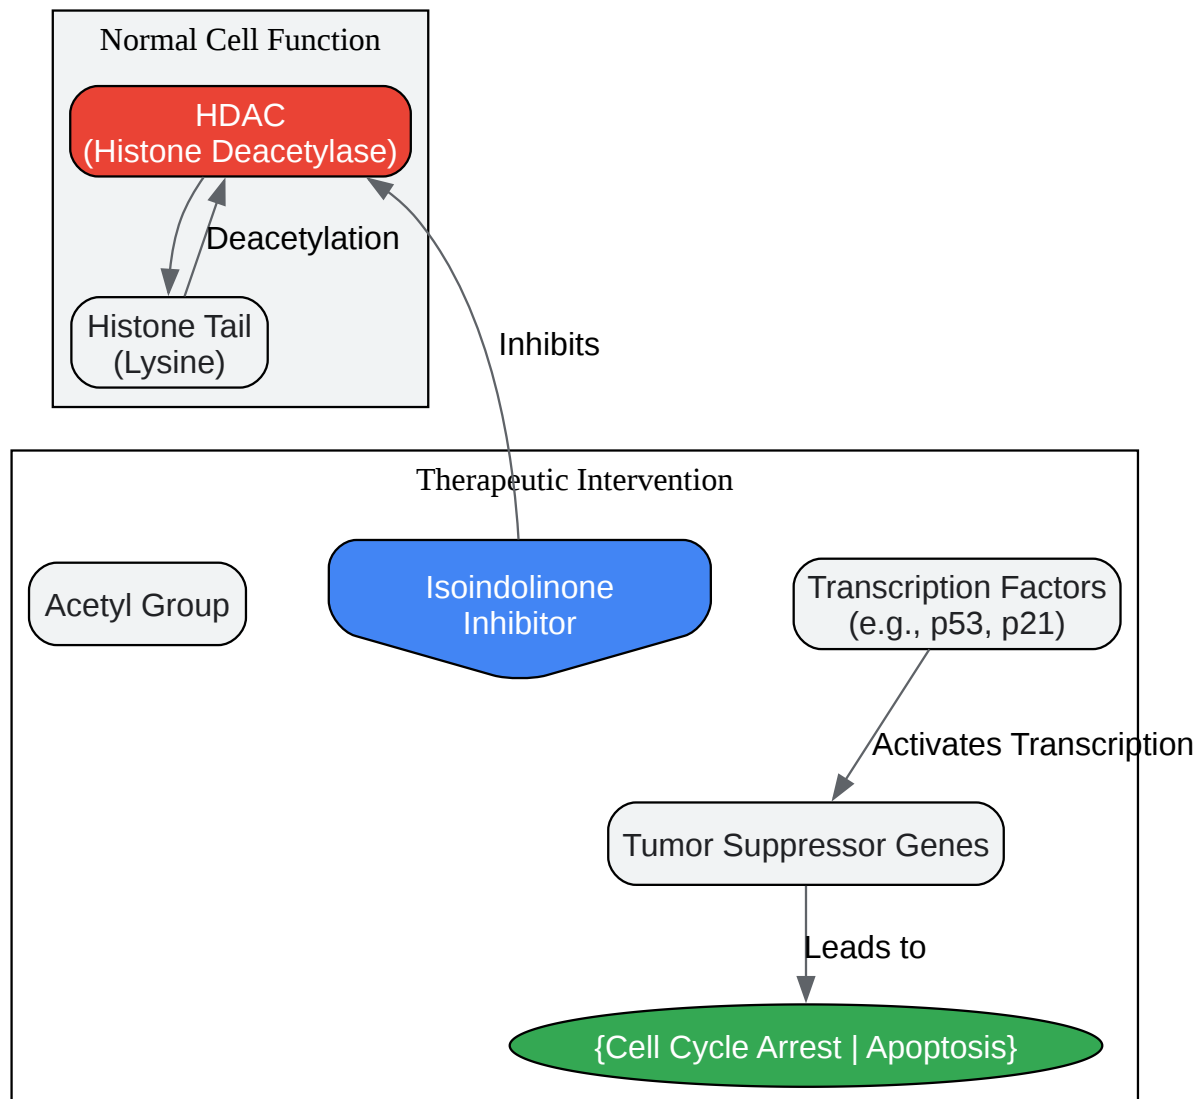 Normal Cell Function
HDAC
(Histone Deacetylase)
Deacetylation
Histone Tail
(Lysine)
Inhibits
Therapeutic Intervention
Acetyl Group
Isoindolinone
Inhibitor
Transcription Factors
(e.g., p53, p21)
Activates Transcription
Tumor Suppressor Genes
Leads to
{Cell Cycle Arrest | Apoptosis}